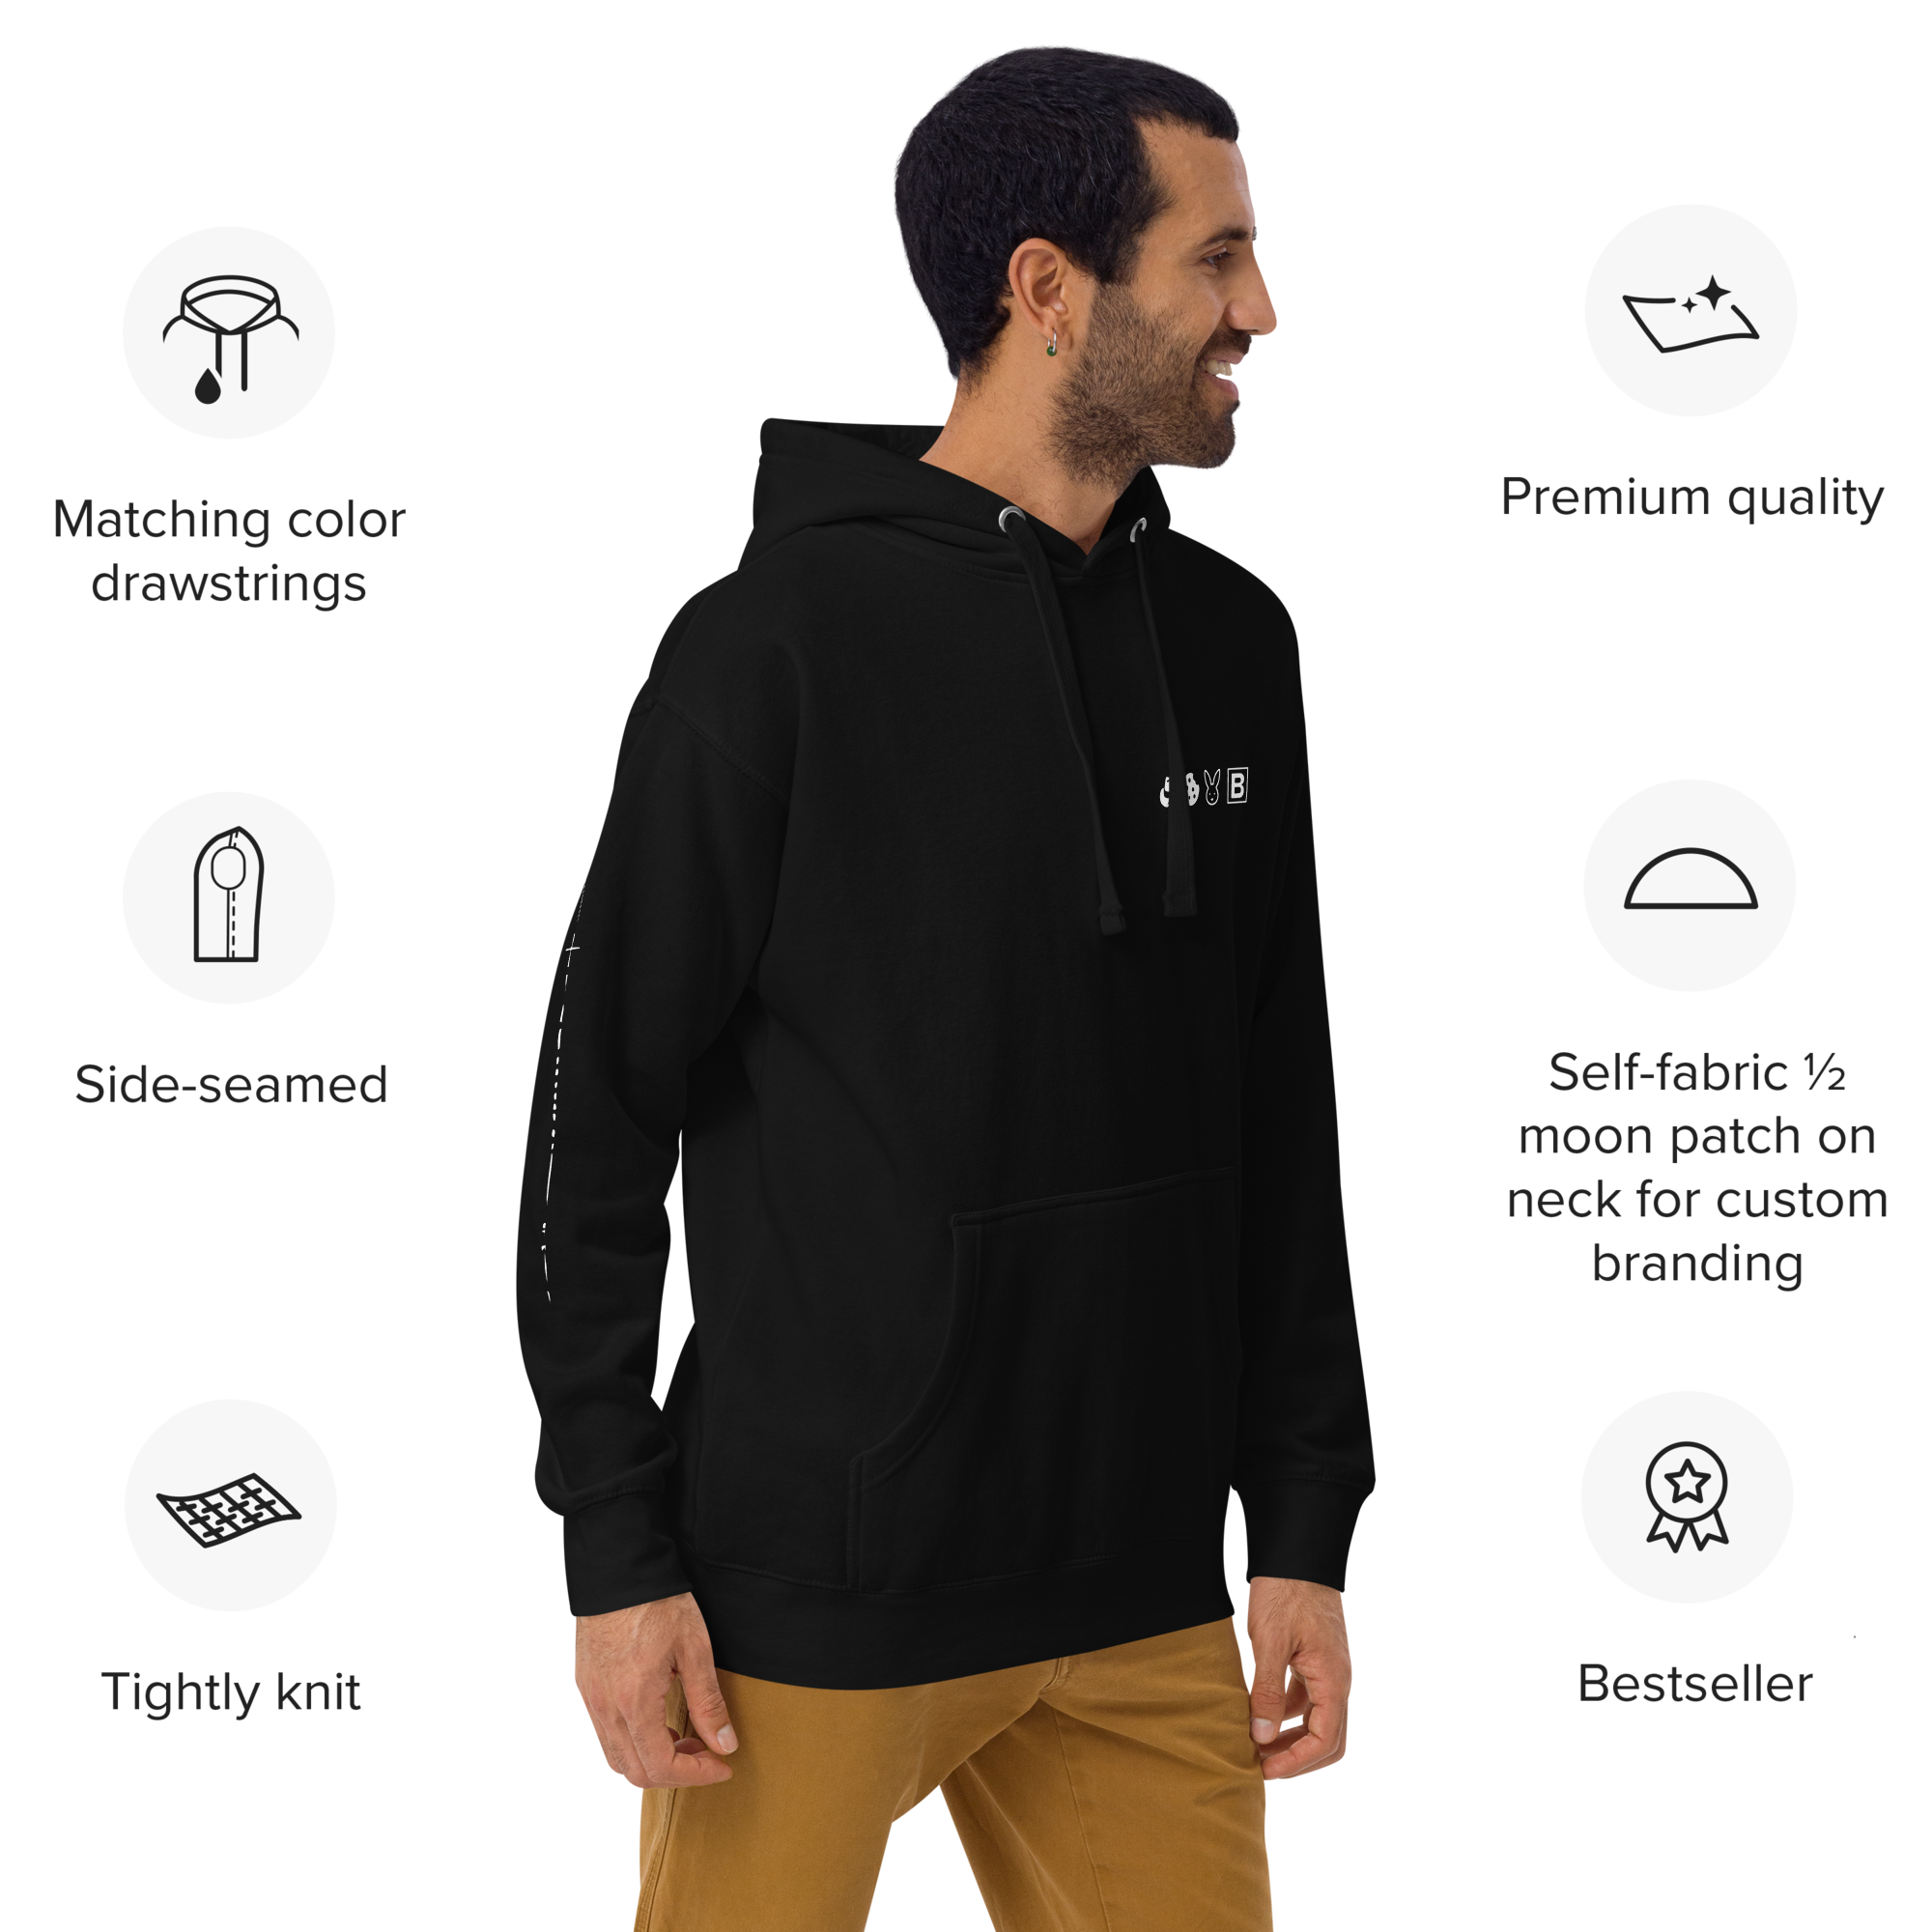 Matching color
drawstrings
Premium quality
B
Side-seamed
Self-fabric ½
moon patch on
neck for custom
branding
Tightly knit
Bestseller